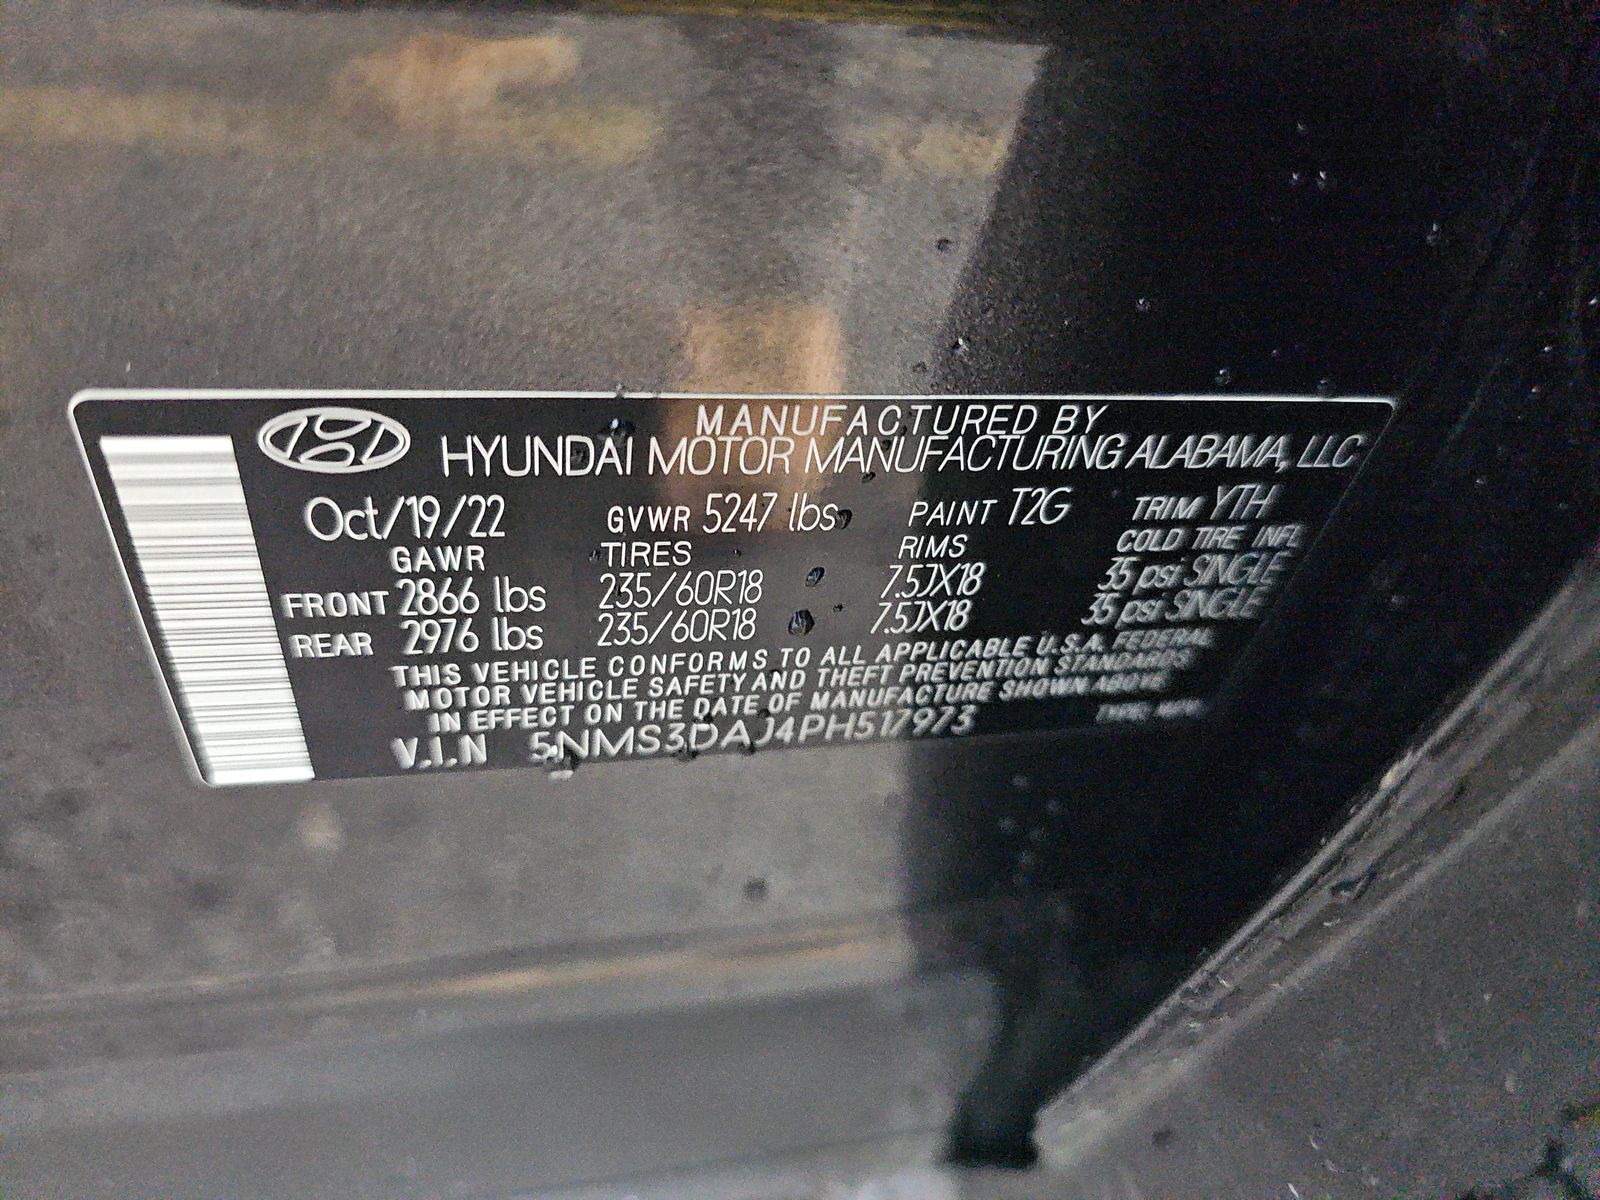 MANUFACTURED BY
HYUNDAI MOTOR MANUFACTURING ALABAMA, LLC
Oct/19/22 GVWR 5247 lbs PAINT T2G TRIM YTH
GAWR TIRES RIMS COLD TIRE INFL
FRONT 2866 lbs 235/60R18 7.5JX18 35 psi SINGLE
REAR 2976 lbs 235/60R18 7.5JX18 35 psi SINGLE
THIS VEHICLE CONFORMS TO ALL APPLICABLE U.S.A. FEDERAL
MOTOR VEHICLE SAFETY AND THEFT PREVENTION STANDARDS
IN EFFECT ON THE DATE OF MANUFACTURE SHOWN ABOVE
V.I.N 5NMS3DAJ4PH517973 TYPE: